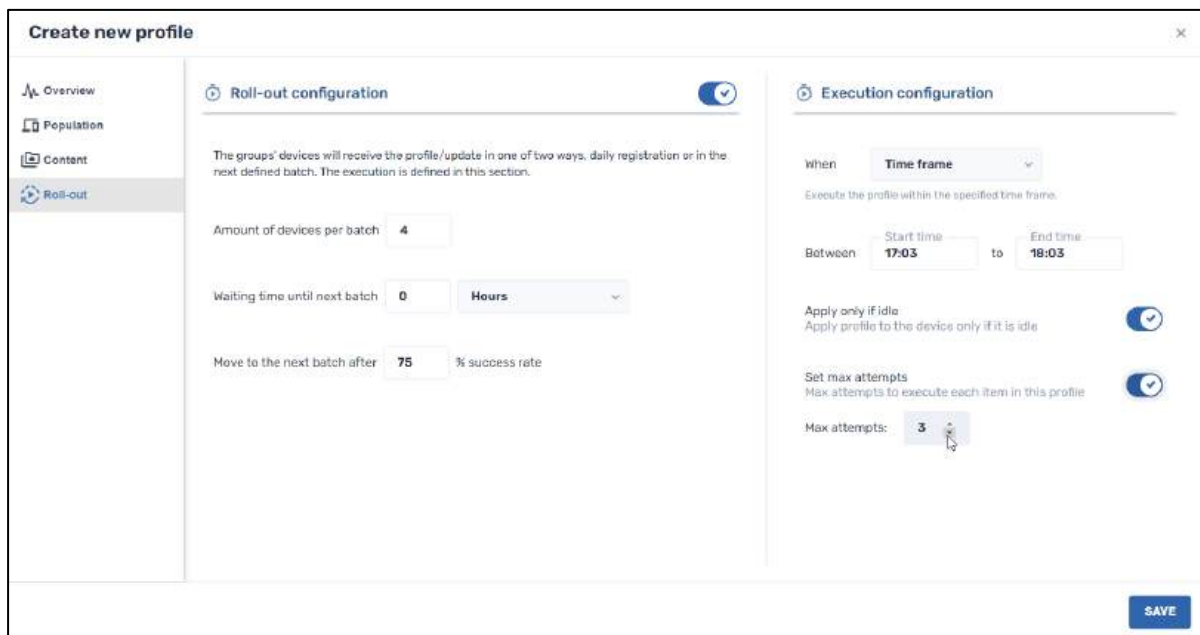 Create new profile
Overview
Population
Content
Roll-out
Roll-out configuration
The groups' devices will receive the profile/update in one of two ways, daily registration or in the
next defined batch. The execution is defined in this section.
Amount of devices per batch 4
Waiting time until next batch 0 Hours
Move to the next batch after 75 % success rate
Execution configuration
When Time frame
Execute the profile within the specified time frame.
Start time End time
Between 17:03 to 18:03
Apply only if idle
Apply profile to the device only if it is idle
Set max attempts
Max attempts to execute each item in this profile
Max attempts: 3
SAVE